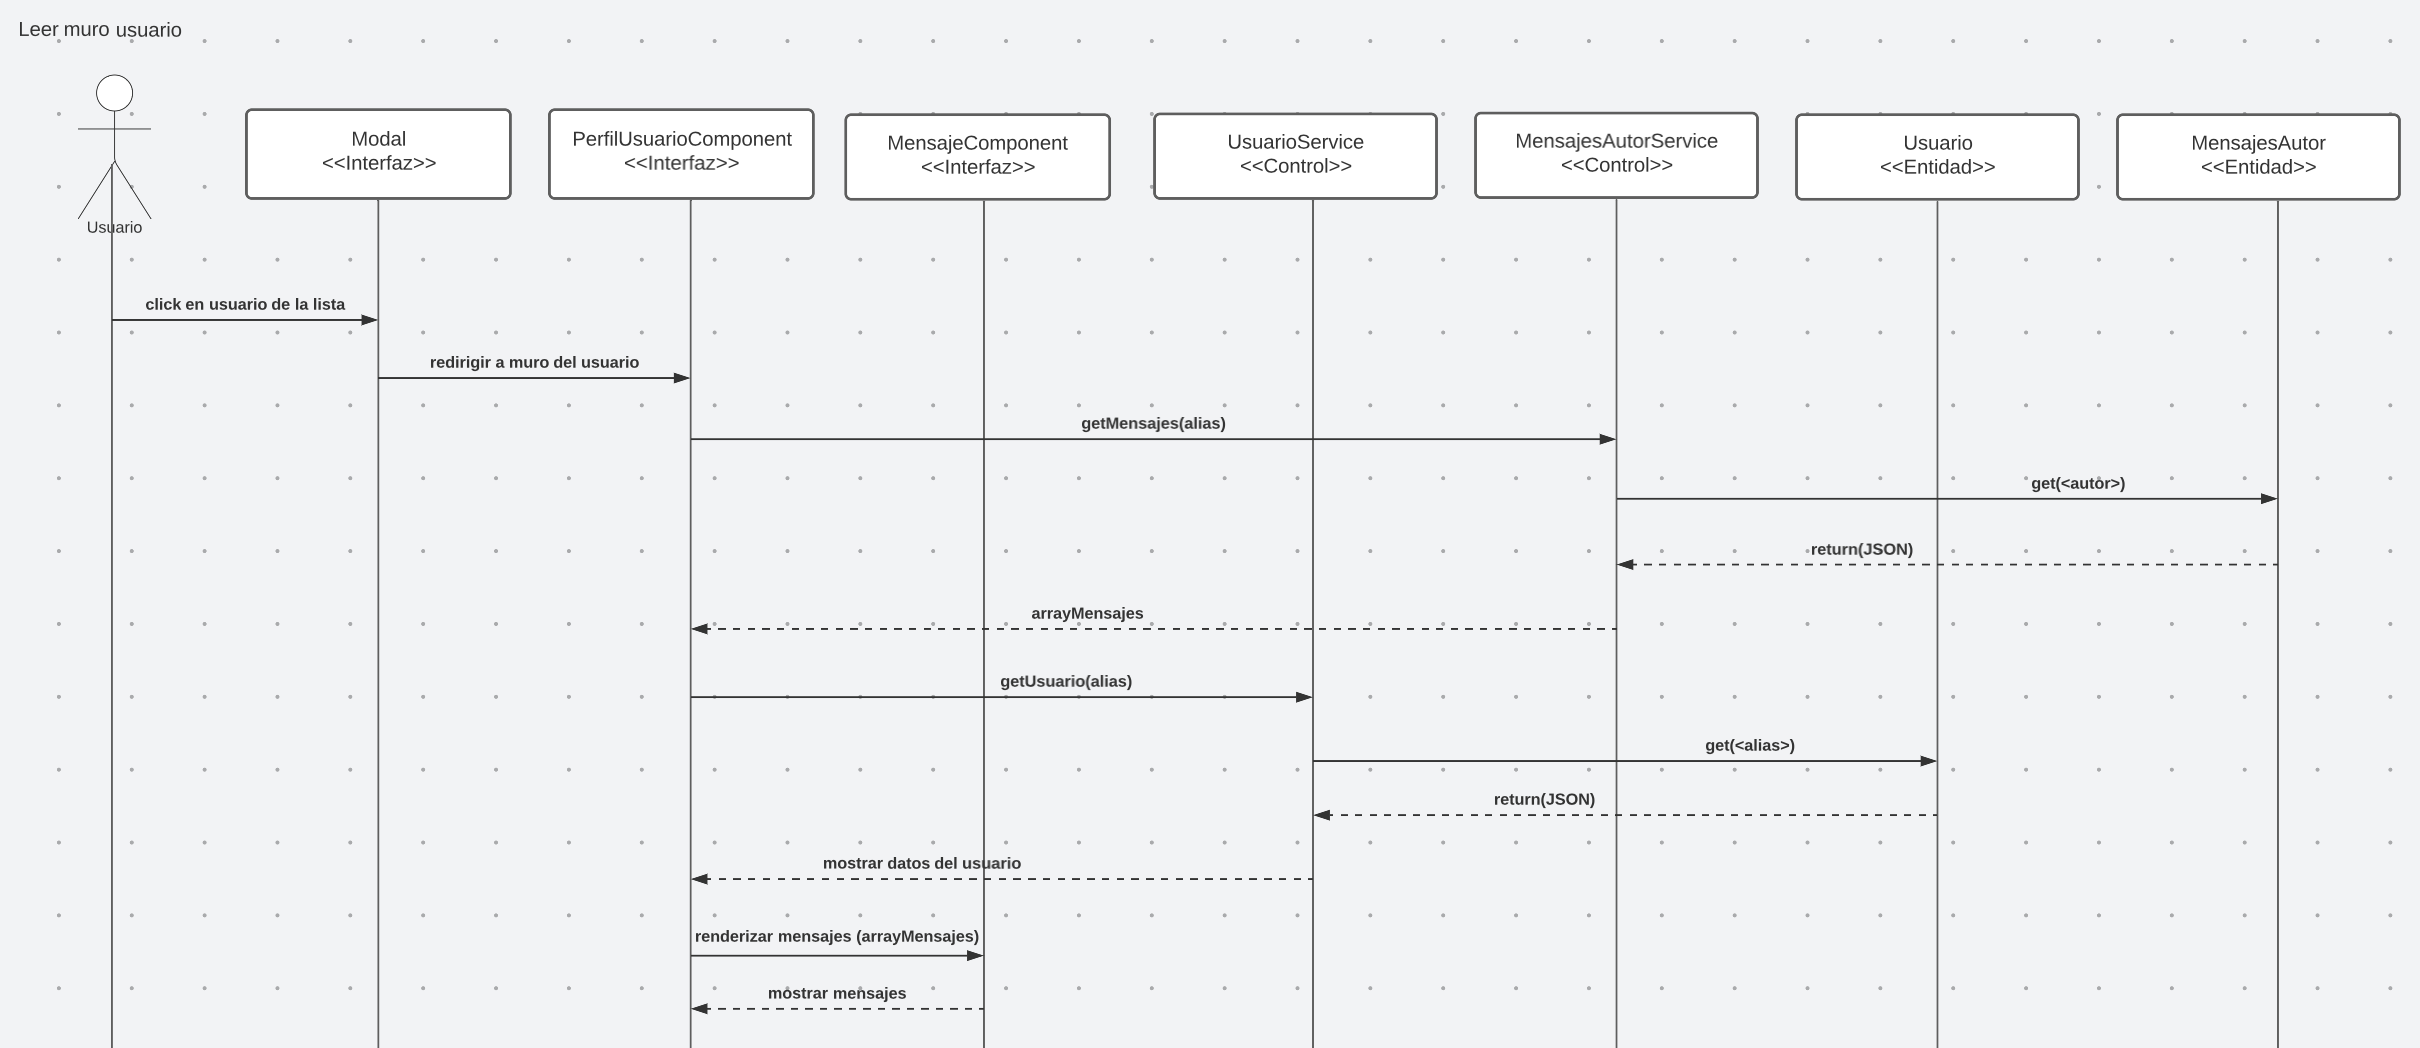 Leer muro usuario
Usuario
Modal
<<Interfaz>>
PerfilUsuarioComponent
<<Interfaz>>
MensajeComponent
<<Interfaz>>
UsuarioService
<<Control>>
MensajesAutorService
<<Control>>
Usuario
<<Entidad>>
MensajesAutor
<<Entidad>>
click en usuario de la lista
redirigir a muro del usuario
getMensajes(alias)
get(<autor>)
return(JSON)
arrayMensajes
getUsuario(alias)
get(<alias>)
return(JSON)
mostrar datos del usuario
renderizar mensajes (arrayMensajes)
mostrar mensajes